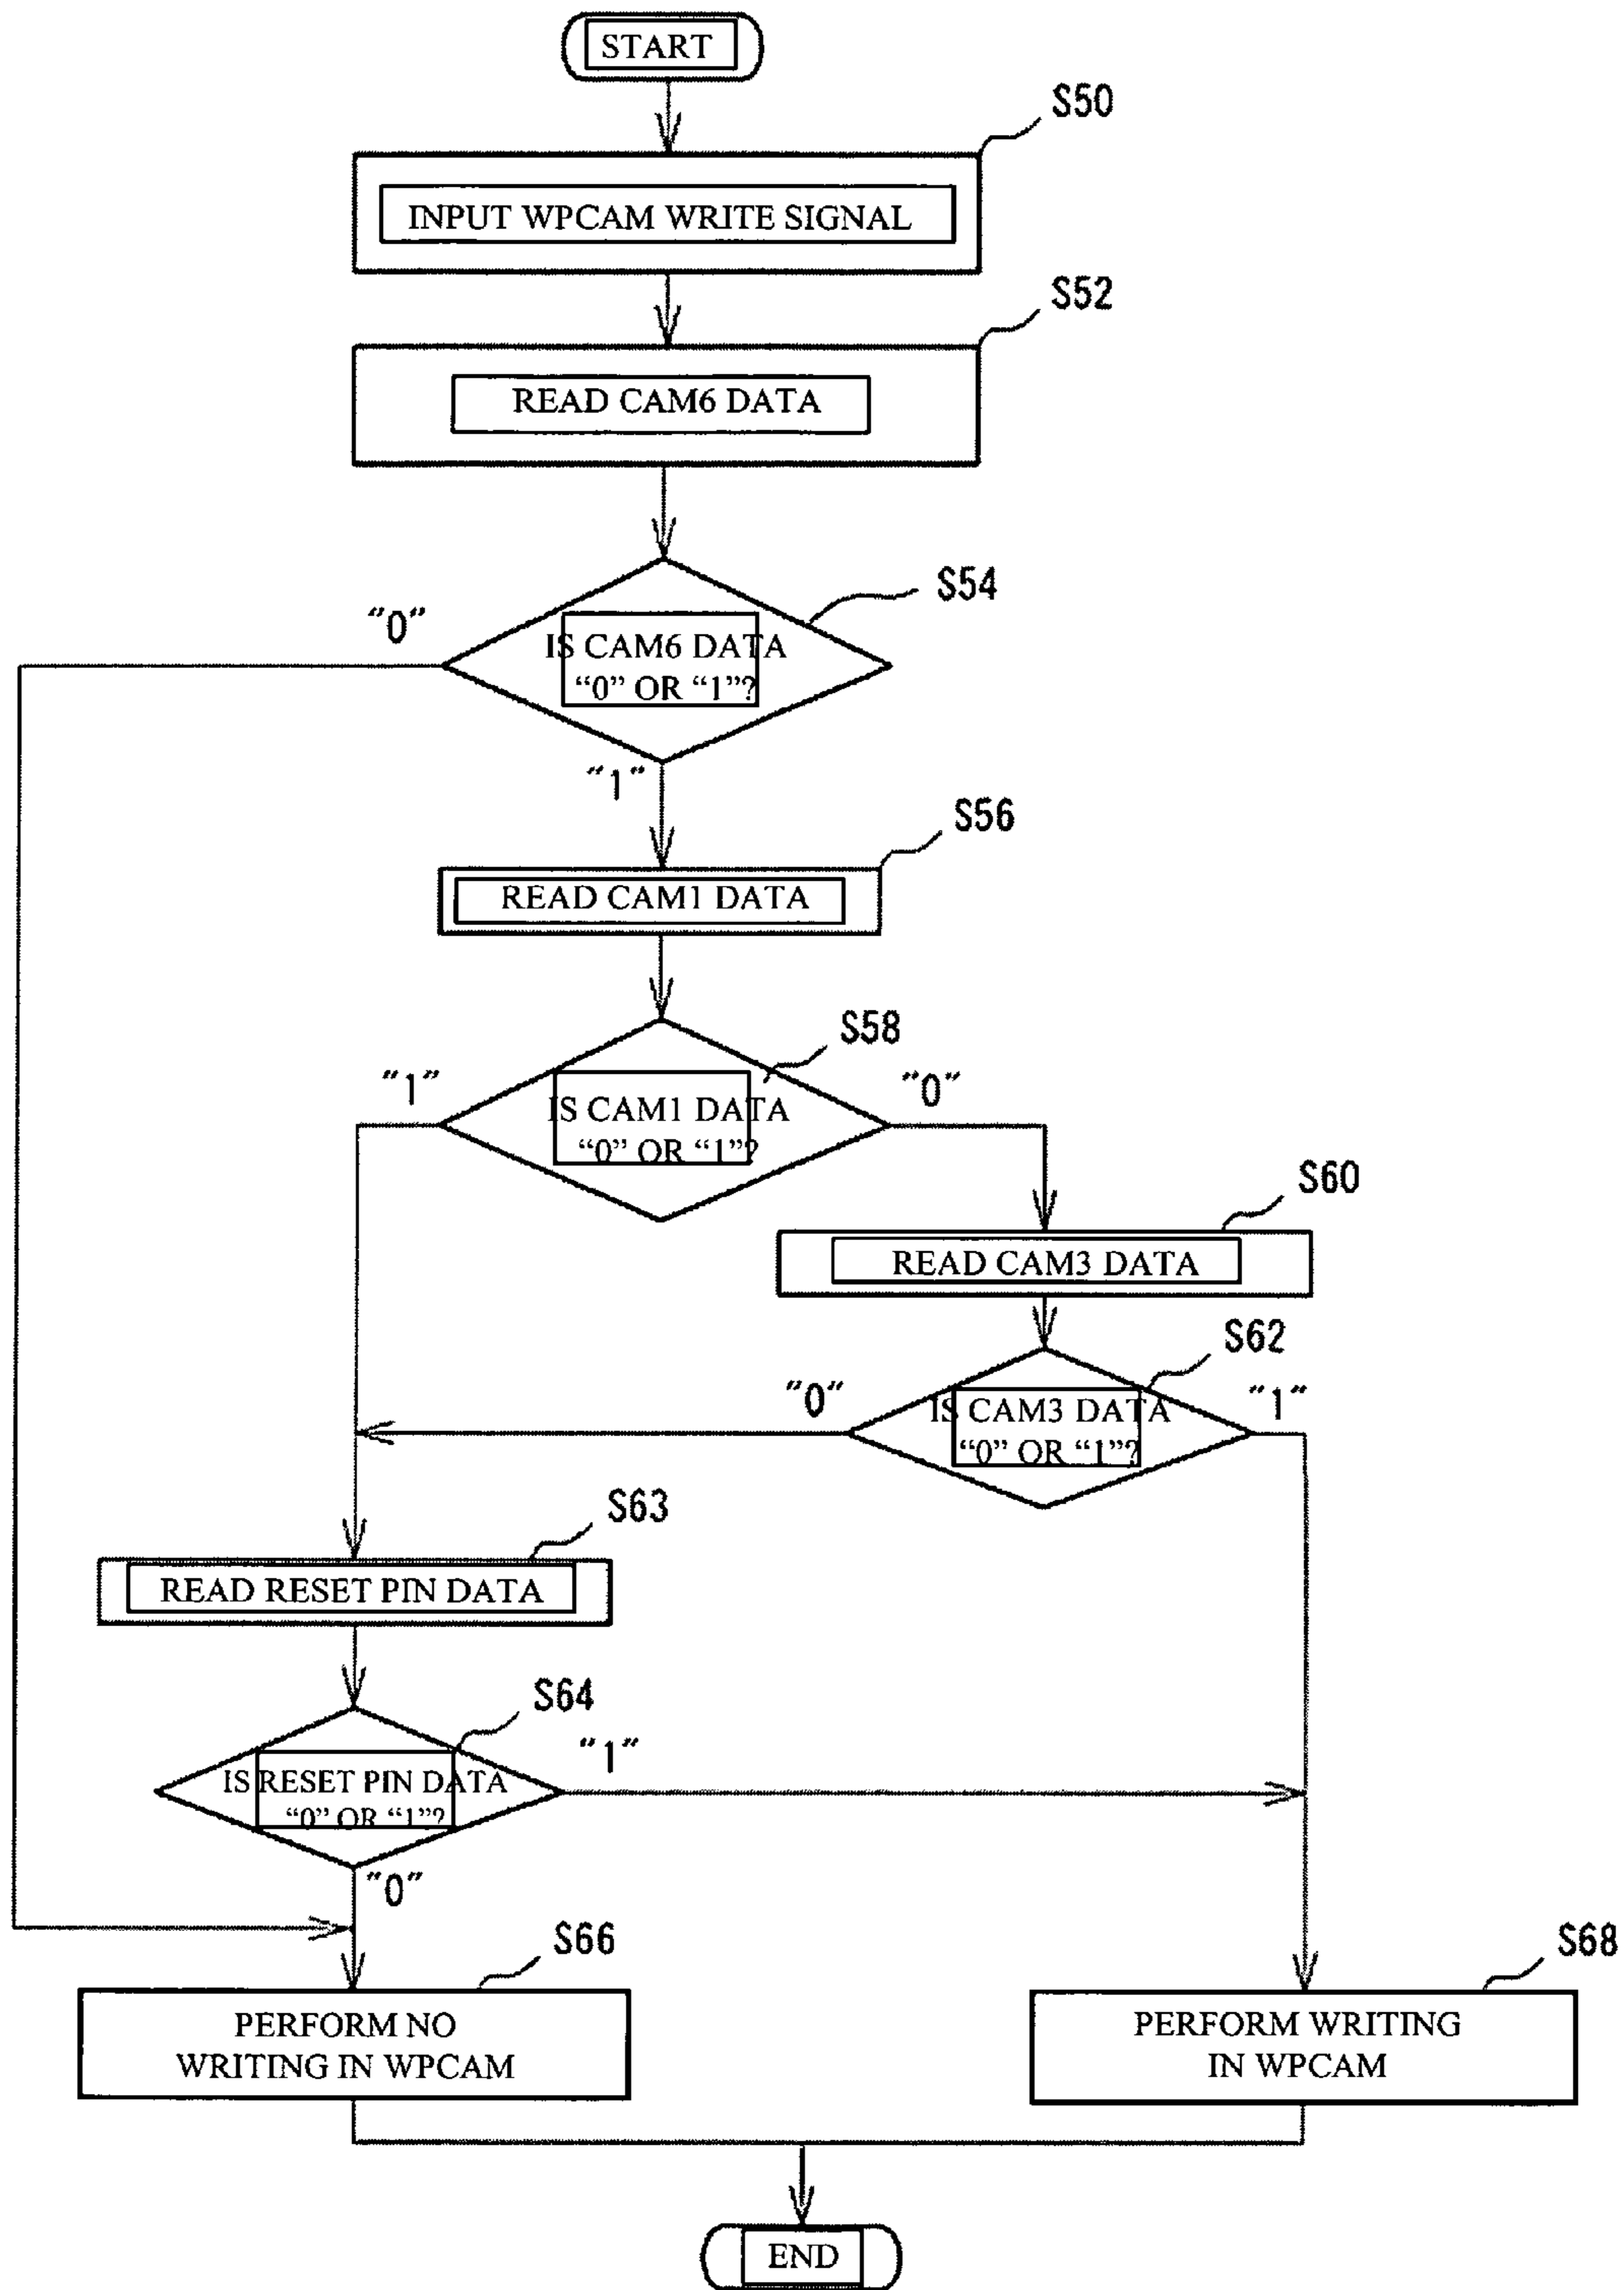 START
S50
INPUT WPCAM WRITE SIGNAL
S52
READ CAM6 DATA
S54
"0"
IS CAM6 DATA
“0” OR “1”?
"1"
S56
READ CAM1 DATA
S58
"1"
"0"
IS CAM1 DATA
“0” OR “1”?
S60
READ CAM3 DATA
S62
"0"
"1"
IS CAM3 DATA
“0” OR “1”?
S63
READ RESET PIN DATA
S64
"1"
IS RESET PIN DATA
“0” OR “1”?
"0"
S66
S68
PERFORM NO
WRITING IN WPCAM
PERFORM WRITING
IN WPCAM
END